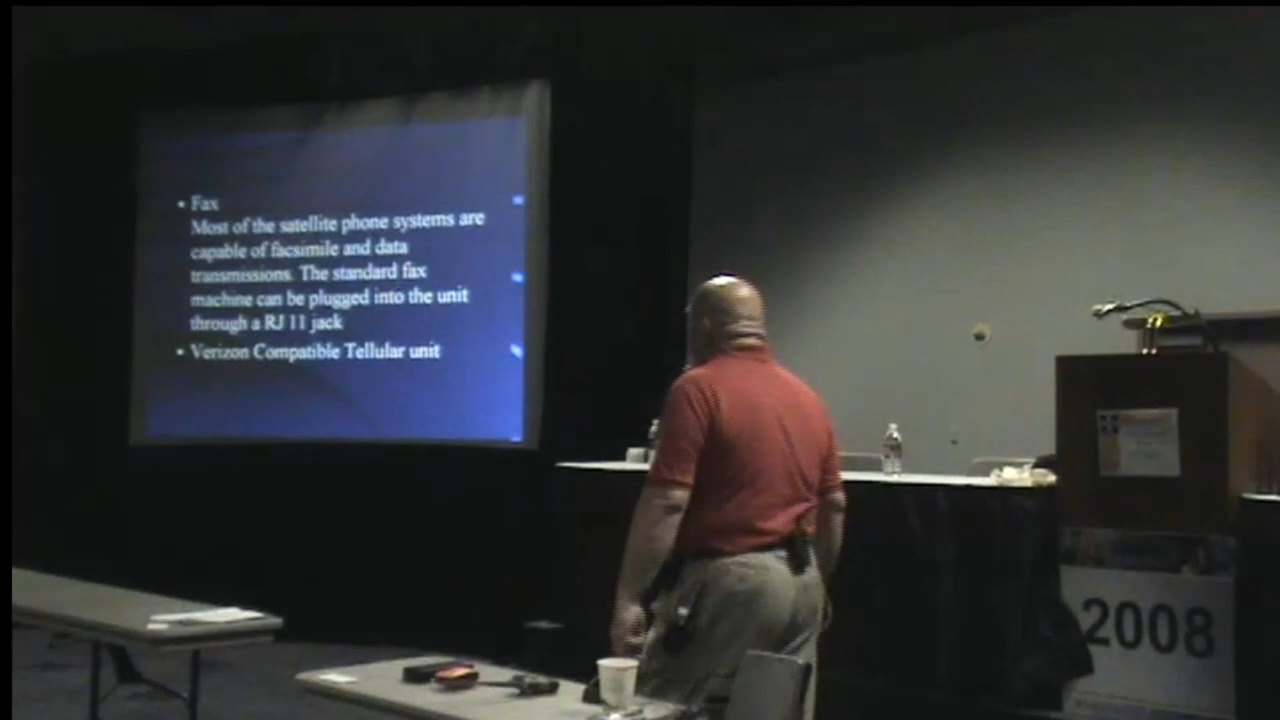 • Fax
Most of the satellite phone systems are
capable of facsimile and data
transmissions. The standard fax
machine can be plugged into the unit
through a RJ 11 jack
• Verizon Compatible Tellular unit
2008